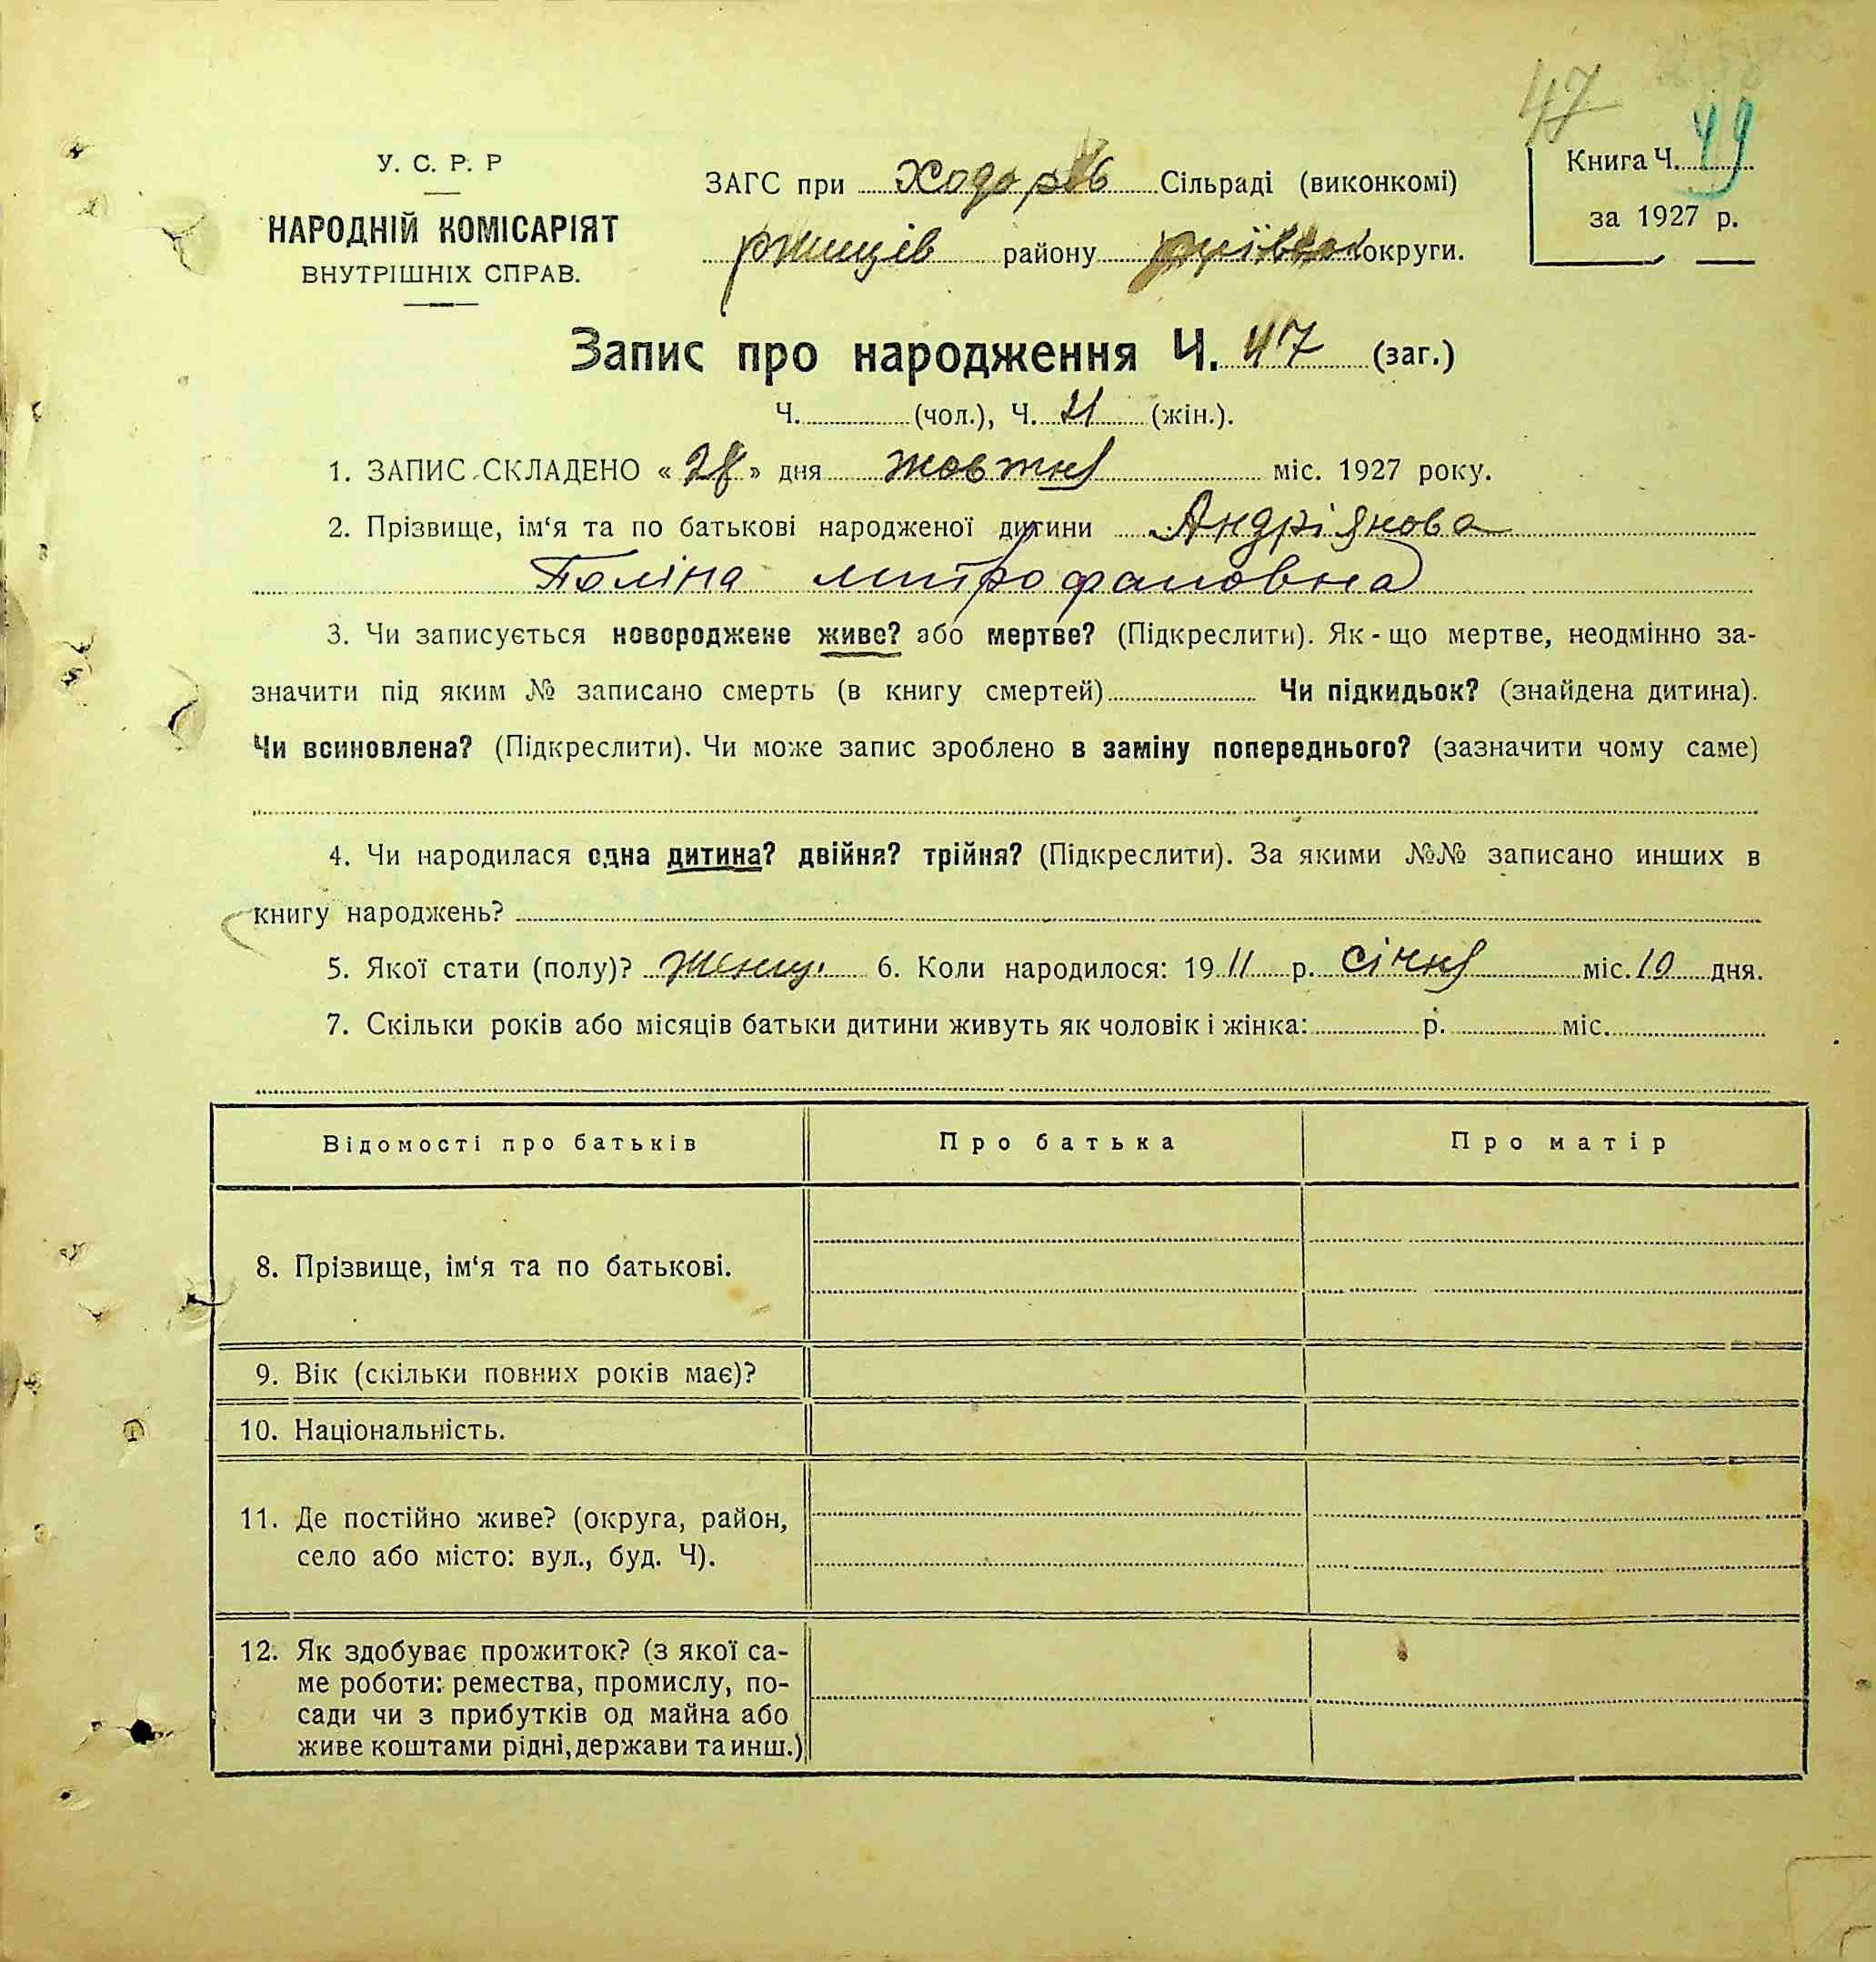 47
У. С. Р. Р
НАРОДНІЙ КОМІСАРІЯТ
ВНУТРІШНІХ СПРАВ.
ЗАГС при Ходорів Сільраді (виконкомі)
ржищів району округи.
Книга Ч. 49
за 1927 р.
Запис про народження Ч. 47 (заг.)
Ч. (чол.), Ч. 21 (жін.).
1. ЗАПИС СКЛАДЕНО « 28 » дня жовтня міс. 1927 року.
2. Прізвище, ім‘я та по батькові народженої дитини Андріянова
Поліна митрофановна
3. Чи записується новороджене живе? або мертве? (Підкреслити). Як-що мертве, неодмінно за-
значити під яким № записано смерть (в книгу смертей) Чи підкидьок? (знайдена дитина).
Чи всиновлена? (Підкреслити). Чи може запис зроблено в заміну попереднього? (зазначити чому саме)
4. Чи народилася одна дитина? двійня? трійня? (Підкреслити). За якими №№ записано инших в
книгу народжень?
5. Якої стати (полу)? 6. Коли народилося: 19 11 р. січня міс. 10 дня.
7. Скільки років або місяців батьки дитини живуть як чоловік і жінка: р. міс.
Відомості про батьків Про батька Про матір
8. Прізвище, ім‘я та по батькові.
9. Вік (скільки повних років має)?
10. Національність.
11. Де постійно живе? (округа, район,
село або місто: вул., буд. Ч).
12. Як здобуває прожиток? (з якої са-
ме роботи: ремества, промислу, по-
сади чи з прибутків од майна або
живе коштами рідні, держави та инш.)